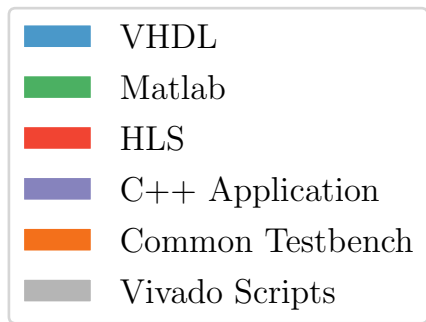 VHDL
Matlab
HLS
C++ Application
Common Testbench
Vivado Scripts